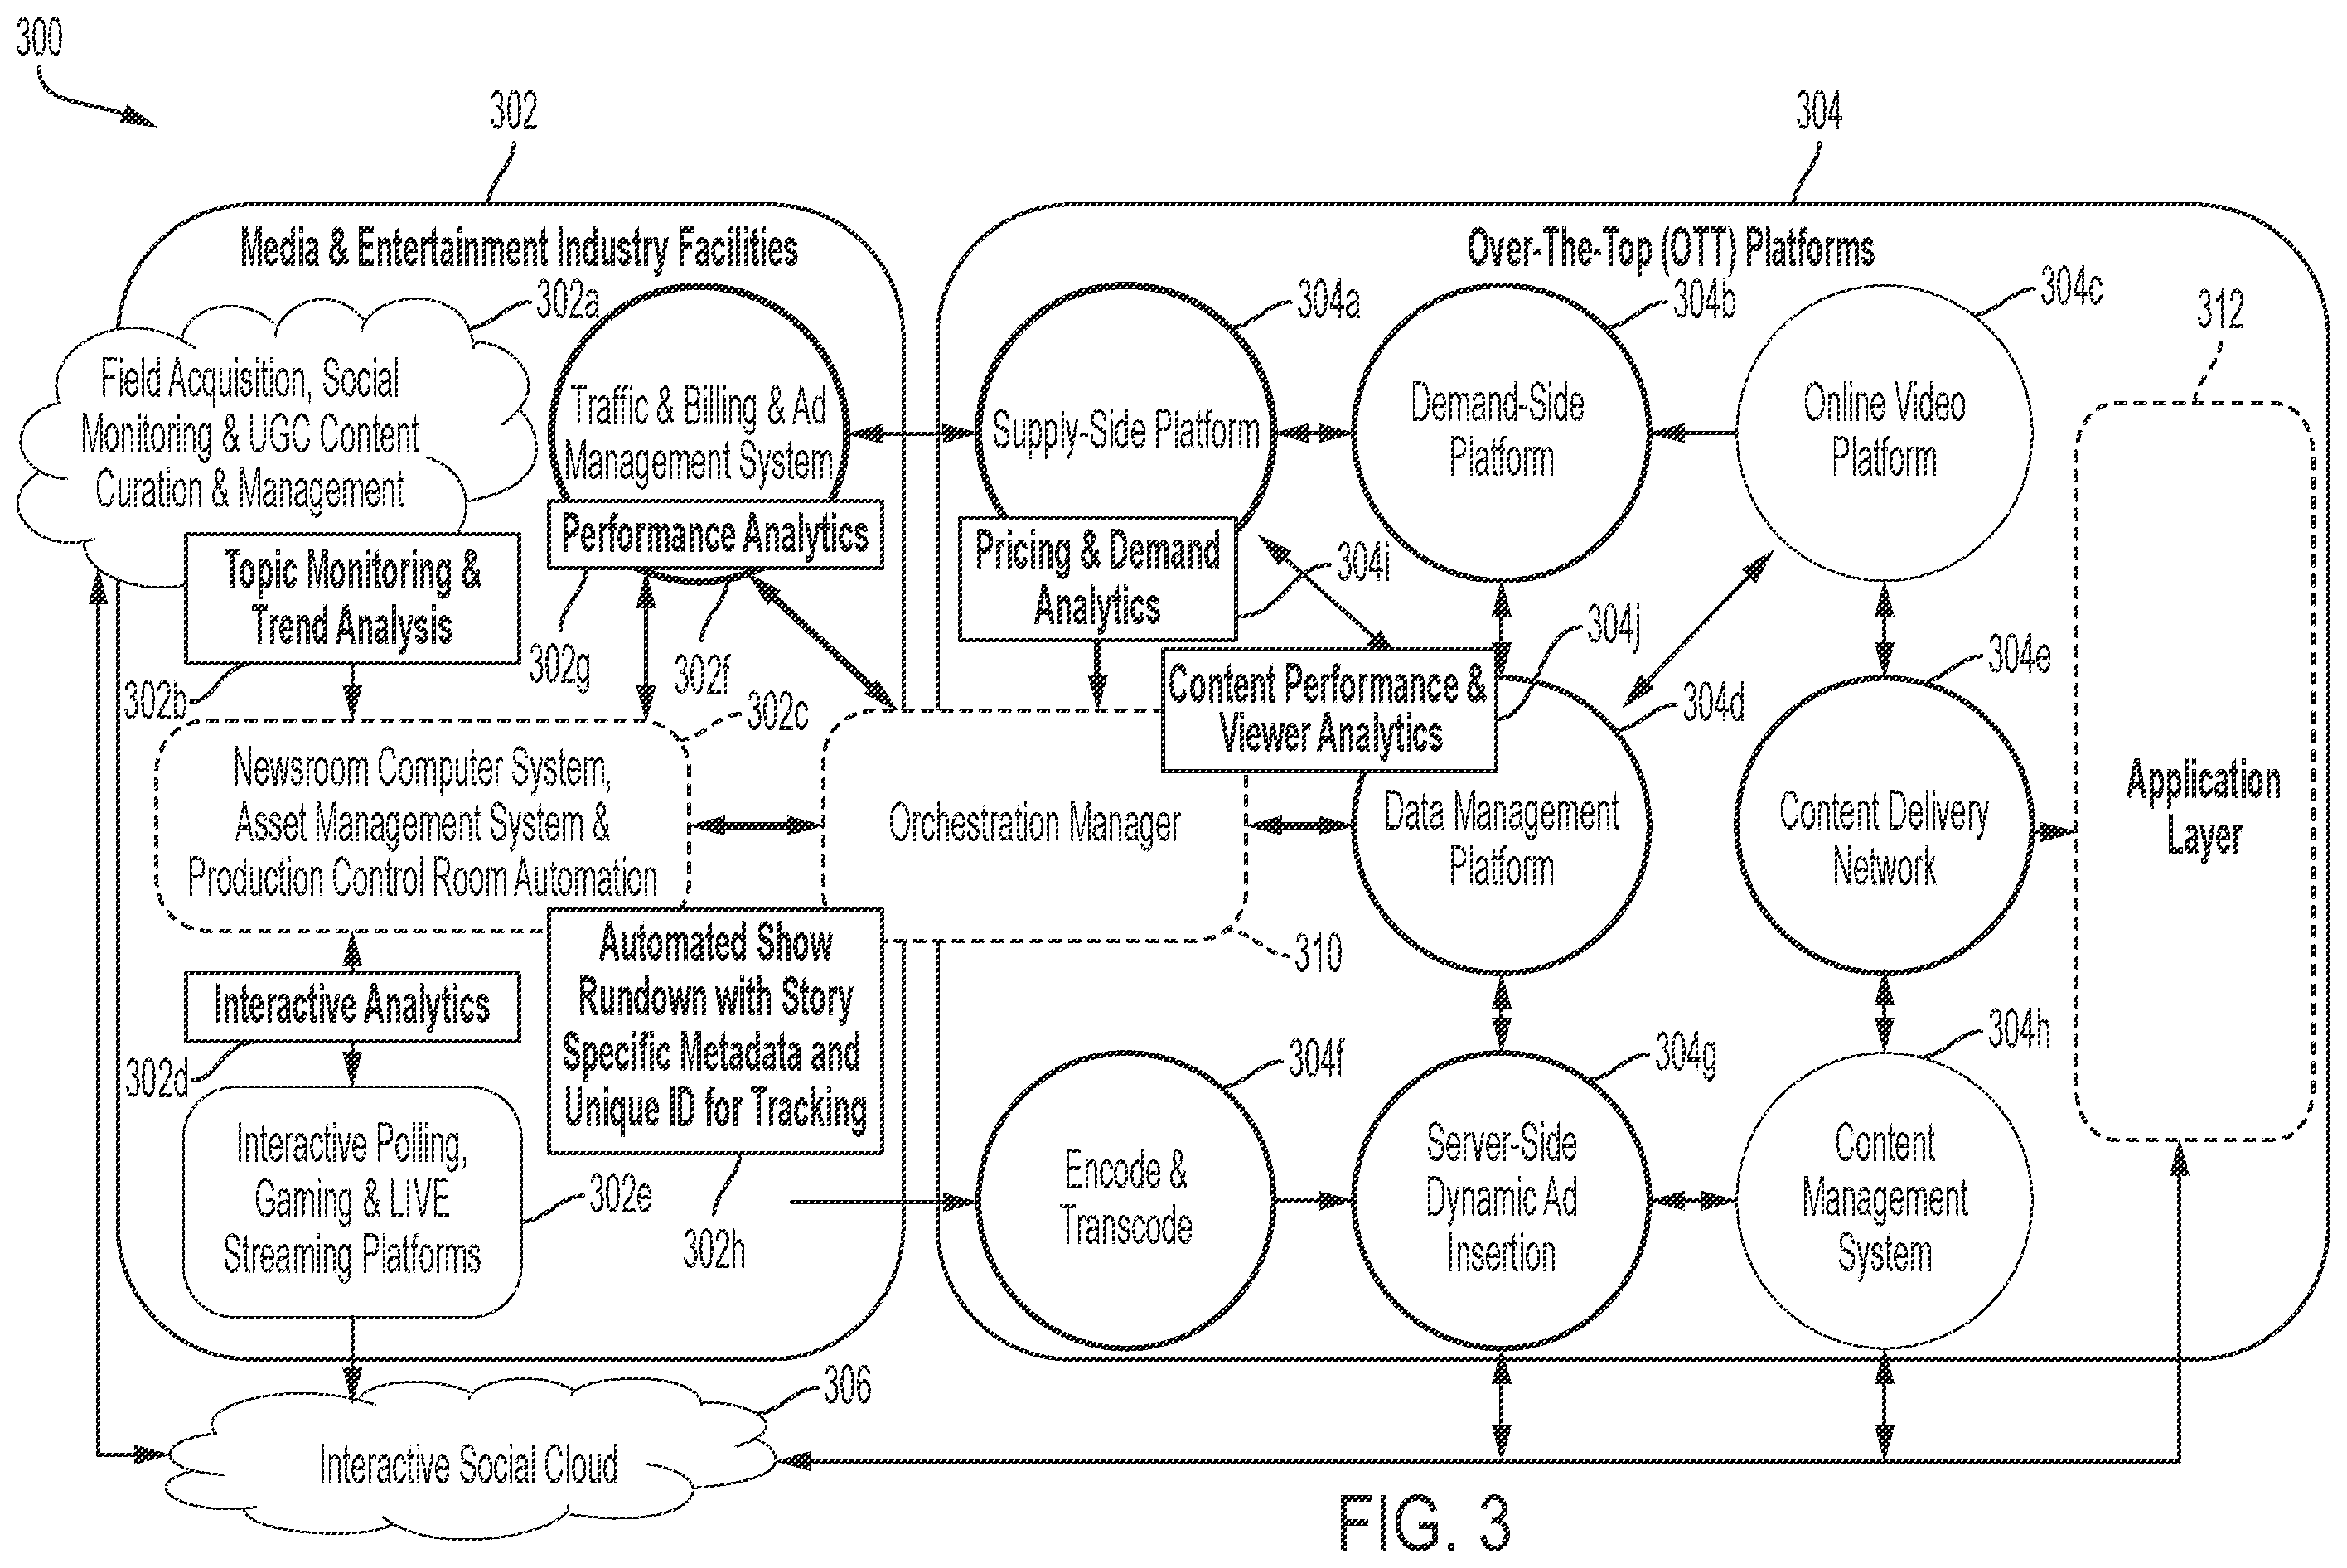 300
302
304
Media & Entertainment Industry Facilities
Over-The-Top (OTT) Platforms
302a
304a
304b
304c
312
Field Acquisition, Social
Monitoring & UGC Content
Curation & Management
Traffic & Billing & Ad
Management System
Supply-Side Platform
Demand-Side
Platform
Online Video
Platform
Topic Monitoring &
Trend Analysis
Performance Analytics
Pricing & Demand
Analytics
304i
302b
302g
302f
302c
304j
304e
304d
Content Performance &
Viewer Analytics
Newsroom Computer System,
Asset Management System &
Production Control Room Automation
Orchestration Manager
Data Management
Platform
Content Delivery
Network
Application
Layer
310
Interactive Analytics
302d
Automated Show
Rundown with Story
Specific Metadata and
Unique ID for Tracking
304f
304g
304h
Interactive Polling,
Gaming & LIVE
Streaming Platforms
302e
302h
Encode &
Transcode
Server-Side
Dynamic Ad
Insertion
Content
Management
System
306
Interactive Social Cloud
FIG. 3